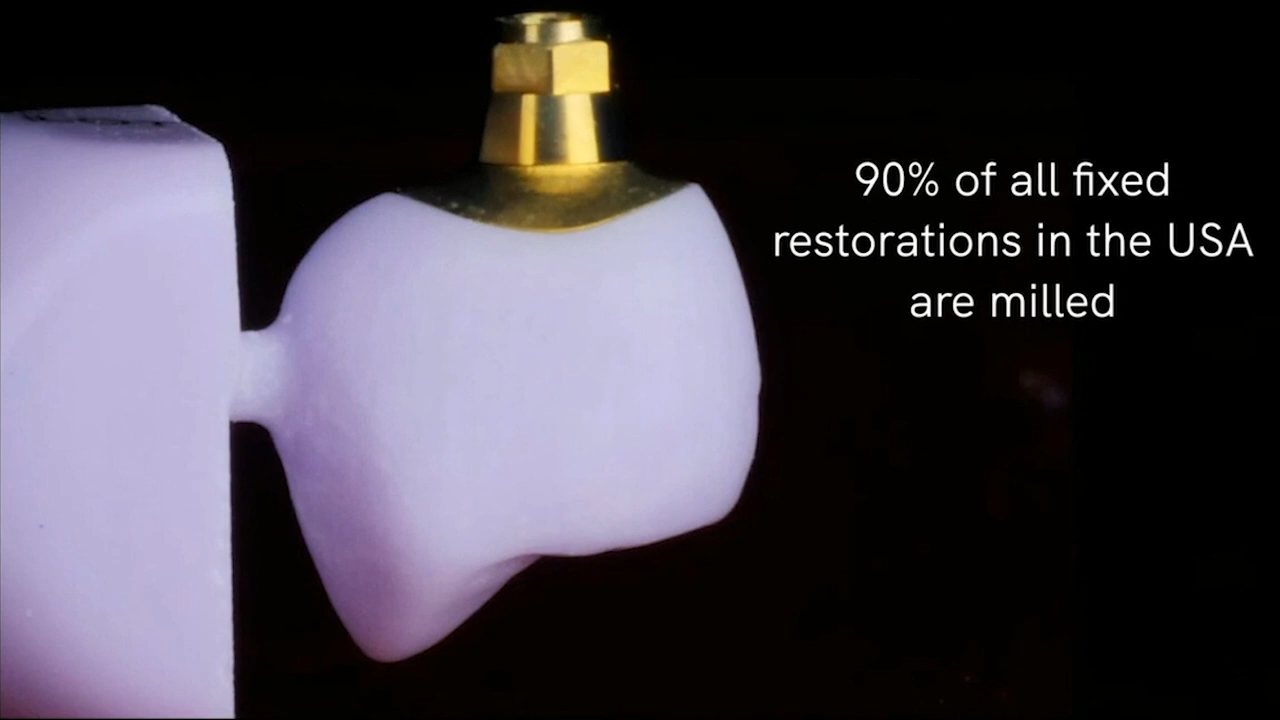 90% of all fixed
restorations in the USA
are milled